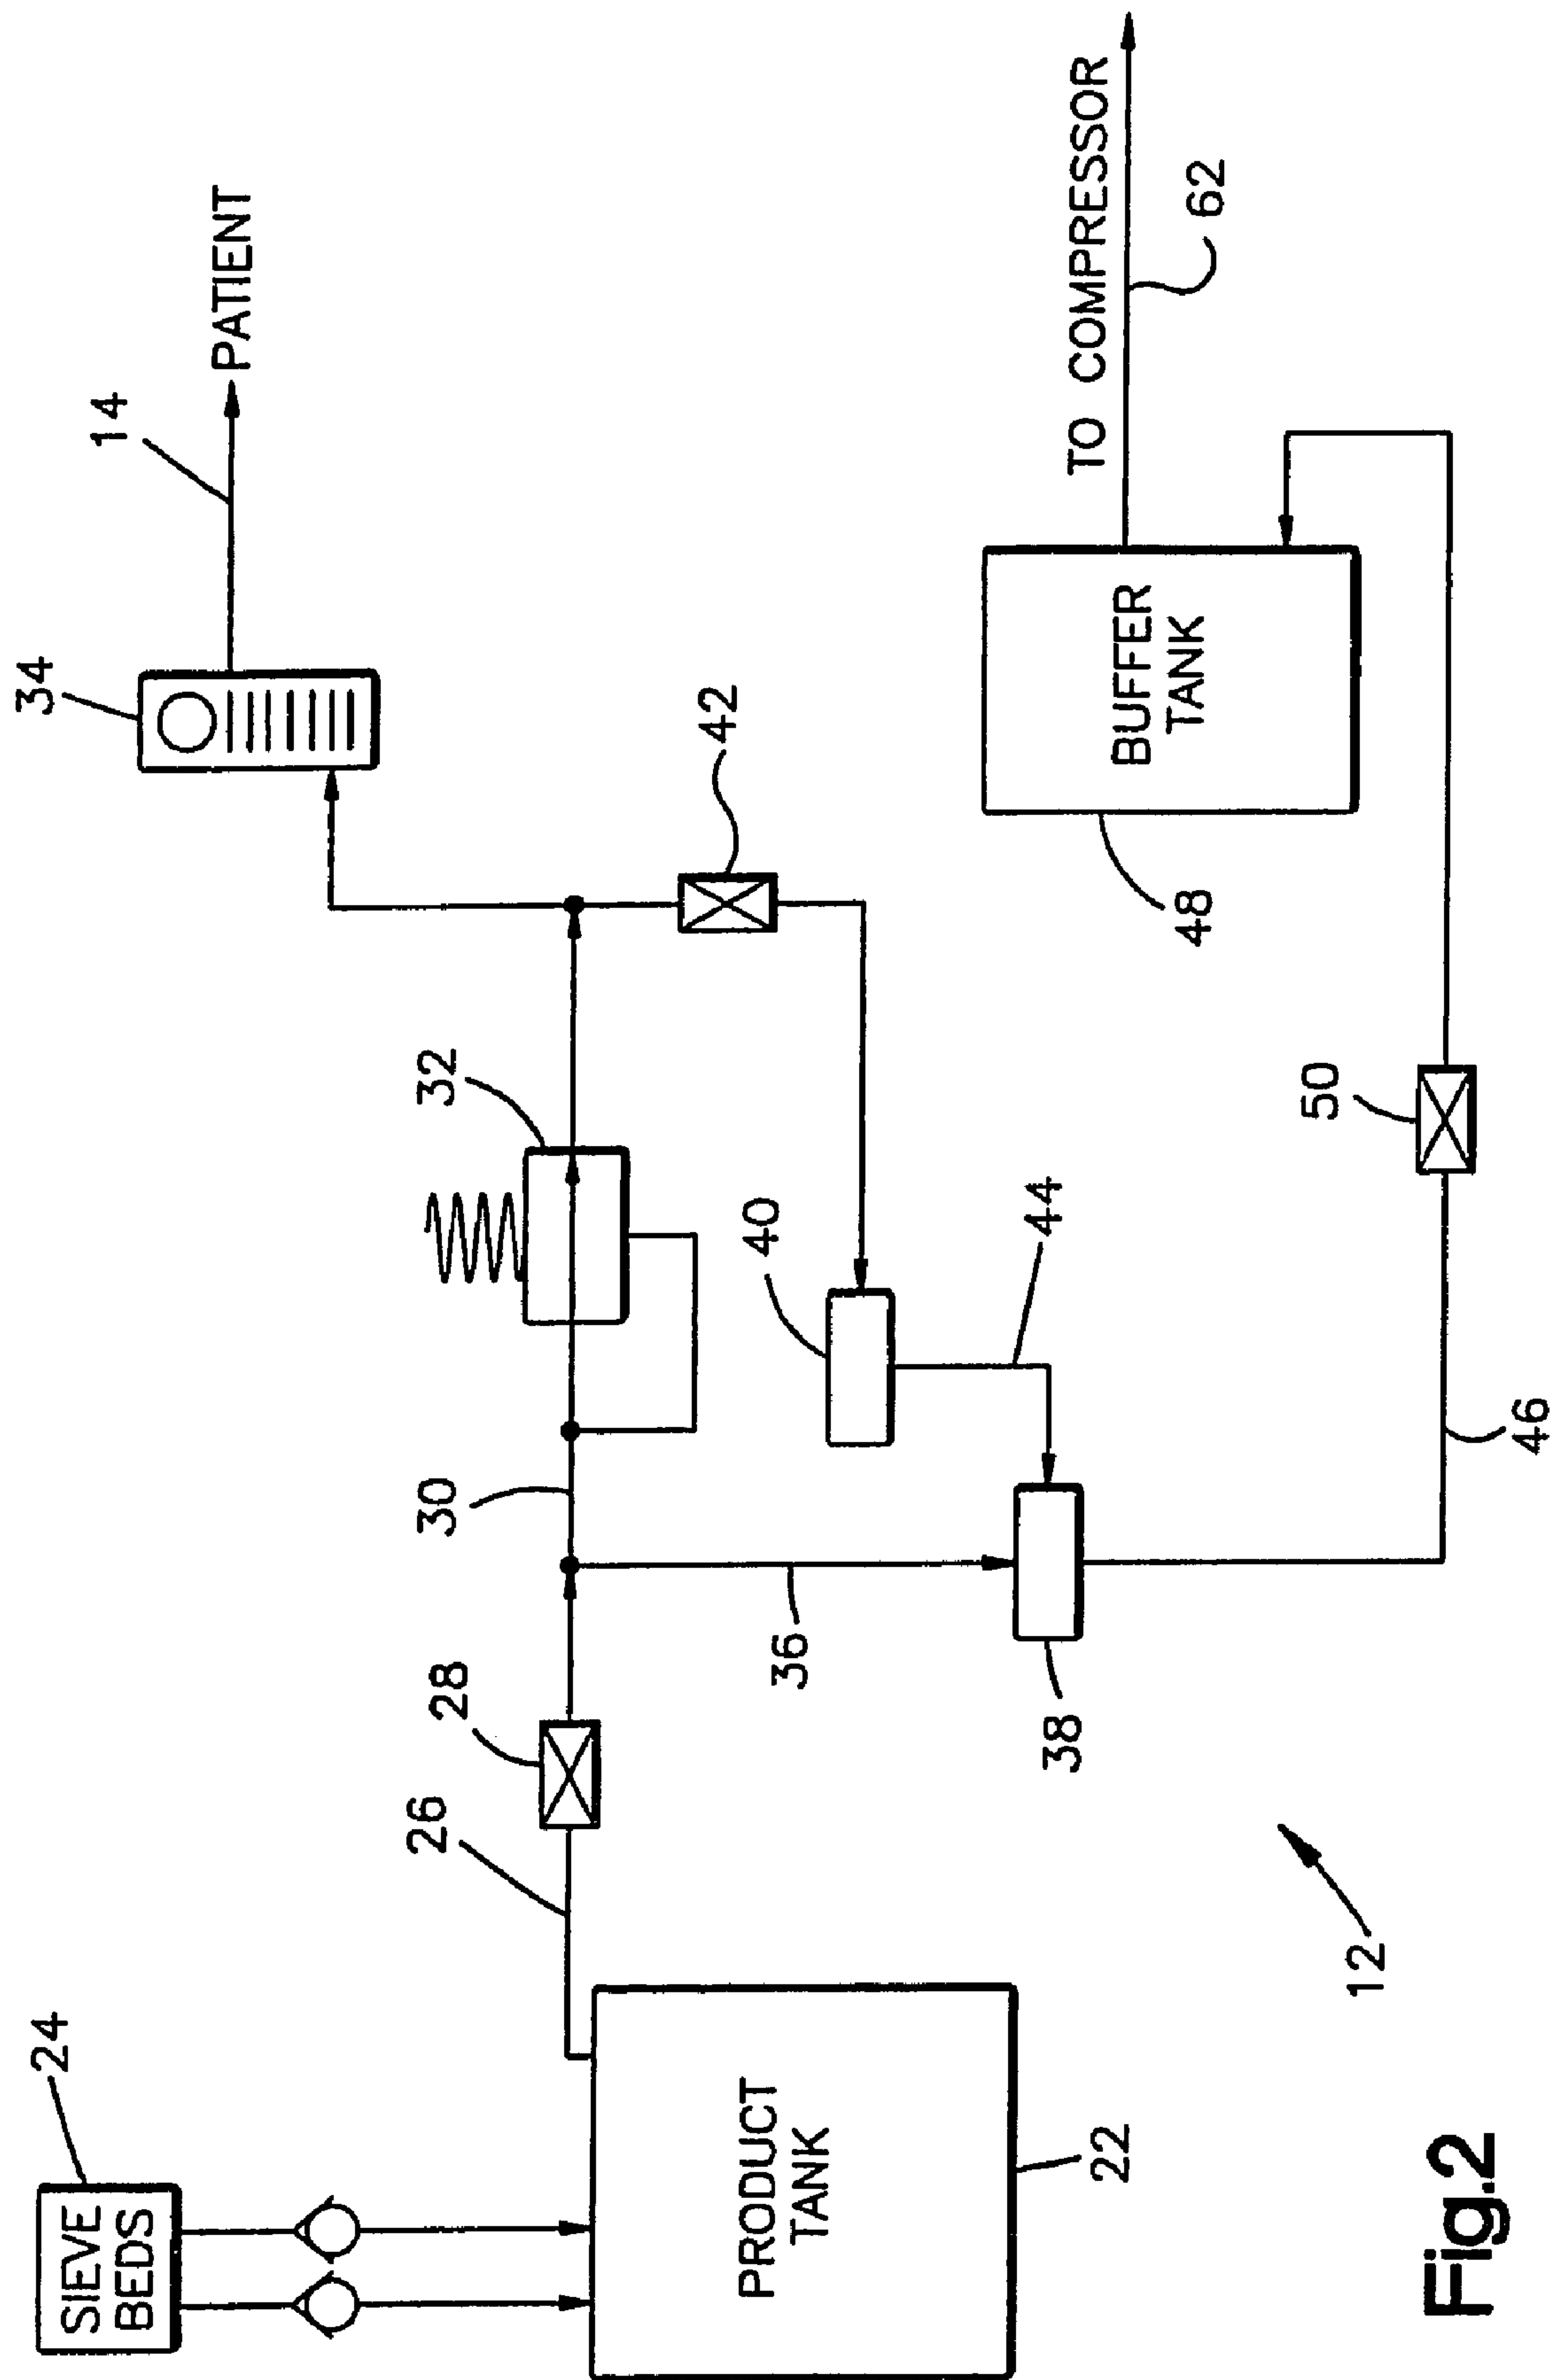 24
SIEVE
BEDS
PRODUCT
TANK
22
26
28
30
32
34
14
PATIENT
36
38
40
42
44
46
50
48
BUFFER
TANK
TO COMPRESSOR
62
12
Fig.2